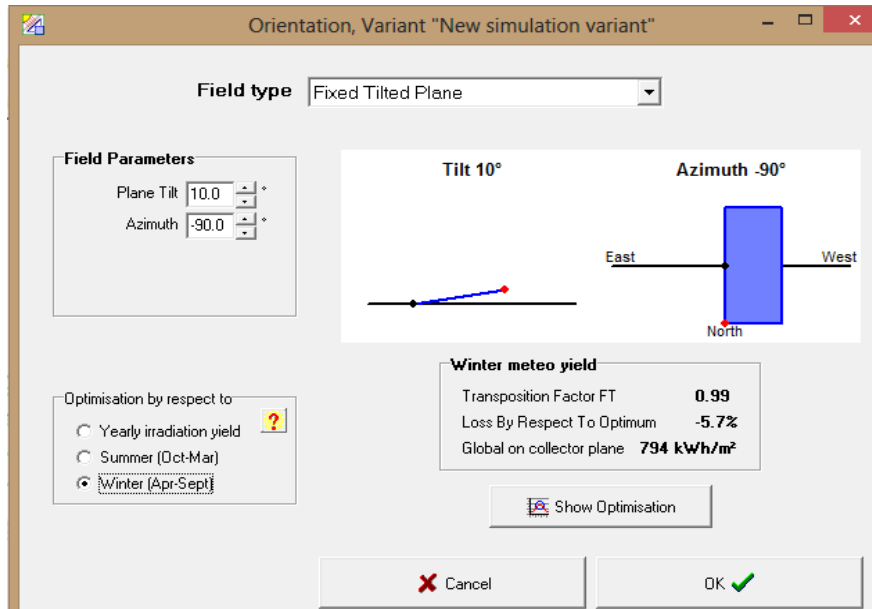 Orientation, Variant "New simulation variant"
Field type Fixed Tilted Plane
Field Parameters
Plane Tilt 10.0 °
Azimuth -90.0 °
Tilt 10°
Azimuth -90°
East
West
North
Optimisation by respect to
?
Yearly irradiation yield
Summer (Oct-Mar)
Winter (Apr-Sept)
Winter meteo yield
Transposition Factor FT 0.99
Loss By Respect To Optimum -5.7%
Global on collector plane 794 kWh/m²
Show Optimisation
Cancel
OK